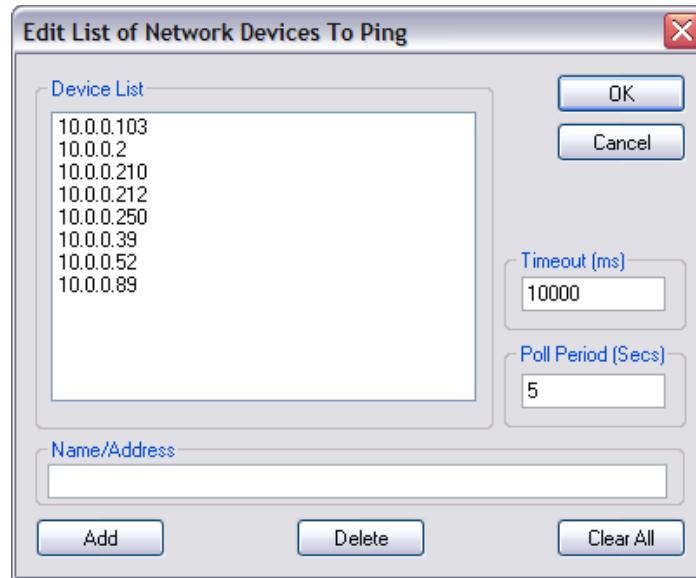 Edit List of Network Devices To Ping
Device List
10.0.0.103
10.0.0.2
10.0.0.210
10.0.0.212
10.0.0.250
10.0.0.39
10.0.0.52
10.0.0.89
OK
Cancel
Timeout (ms)
10000
Poll Period (Secs)
5
Name/Address
Add
Delete
Clear All